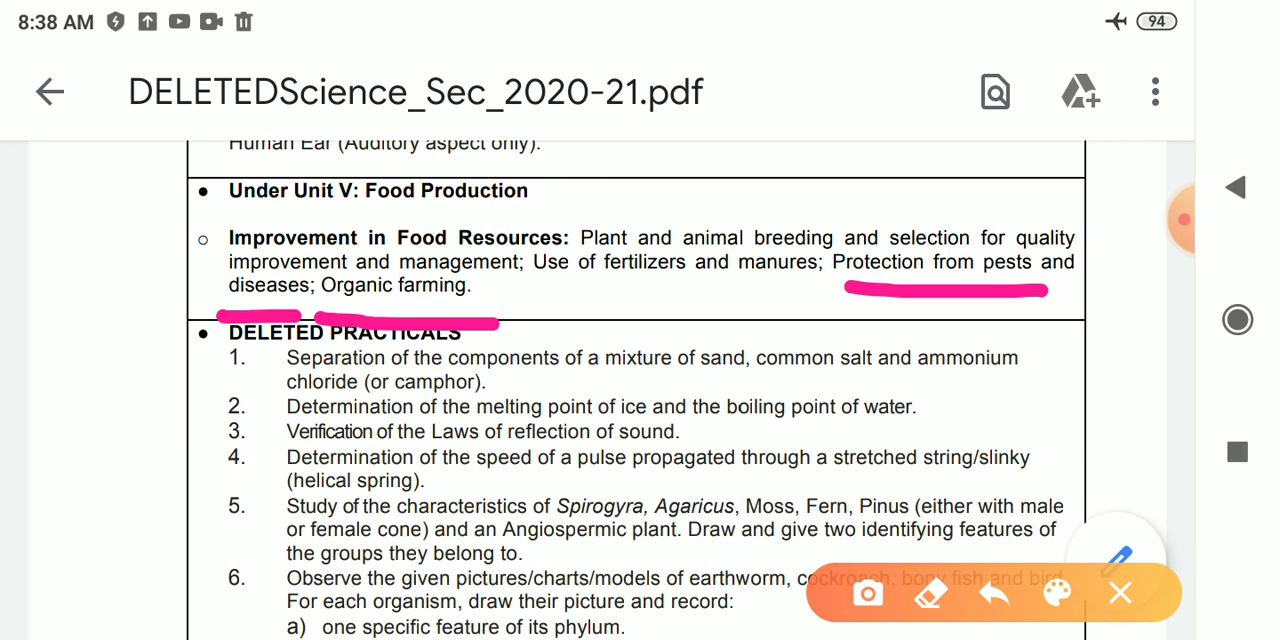 8:38 AM
94
DELETEDScience_Sec_2020-21.pdf
Human Ear (Auditory aspect only).
● Under Unit V: Food Production
○ Improvement in Food Resources: Plant and animal breeding and selection for quality
improvement and management; Use of fertilizers and manures; Protection from pests and
diseases; Organic farming.
● DELETED PRACTICALS
1. Separation of the components of a mixture of sand, common salt and ammonium
chloride (or camphor).
2. Determination of the melting point of ice and the boiling point of water.
3. Verification of the Laws of reflection of sound.
4. Determination of the speed of a pulse propagated through a stretched string/slinky
(helical spring).
5. Study of the characteristics of Spirogyra, Agaricus, Moss, Fern, Pinus (either with male
or female cone) and an Angiospermic plant. Draw and give two identifying features of
the groups they belong to.
6. Observe the given pictures/charts/models of earthworm, cockroach, bony fish and bird.
For each organism, draw their picture and record:
a) one specific feature of its phylum.